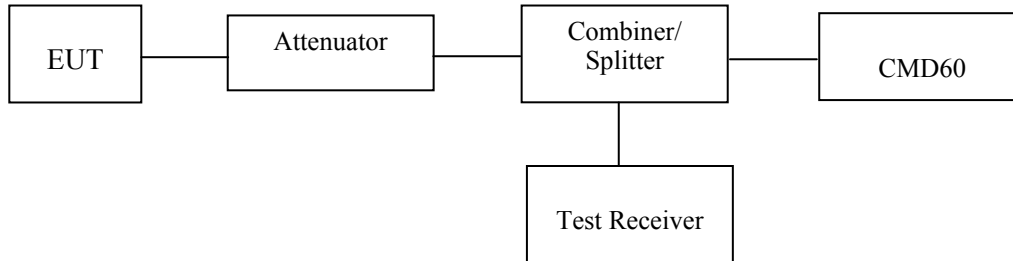 EUT
Attenuator
Combiner/
Splitter
CMD60
Test Receiver